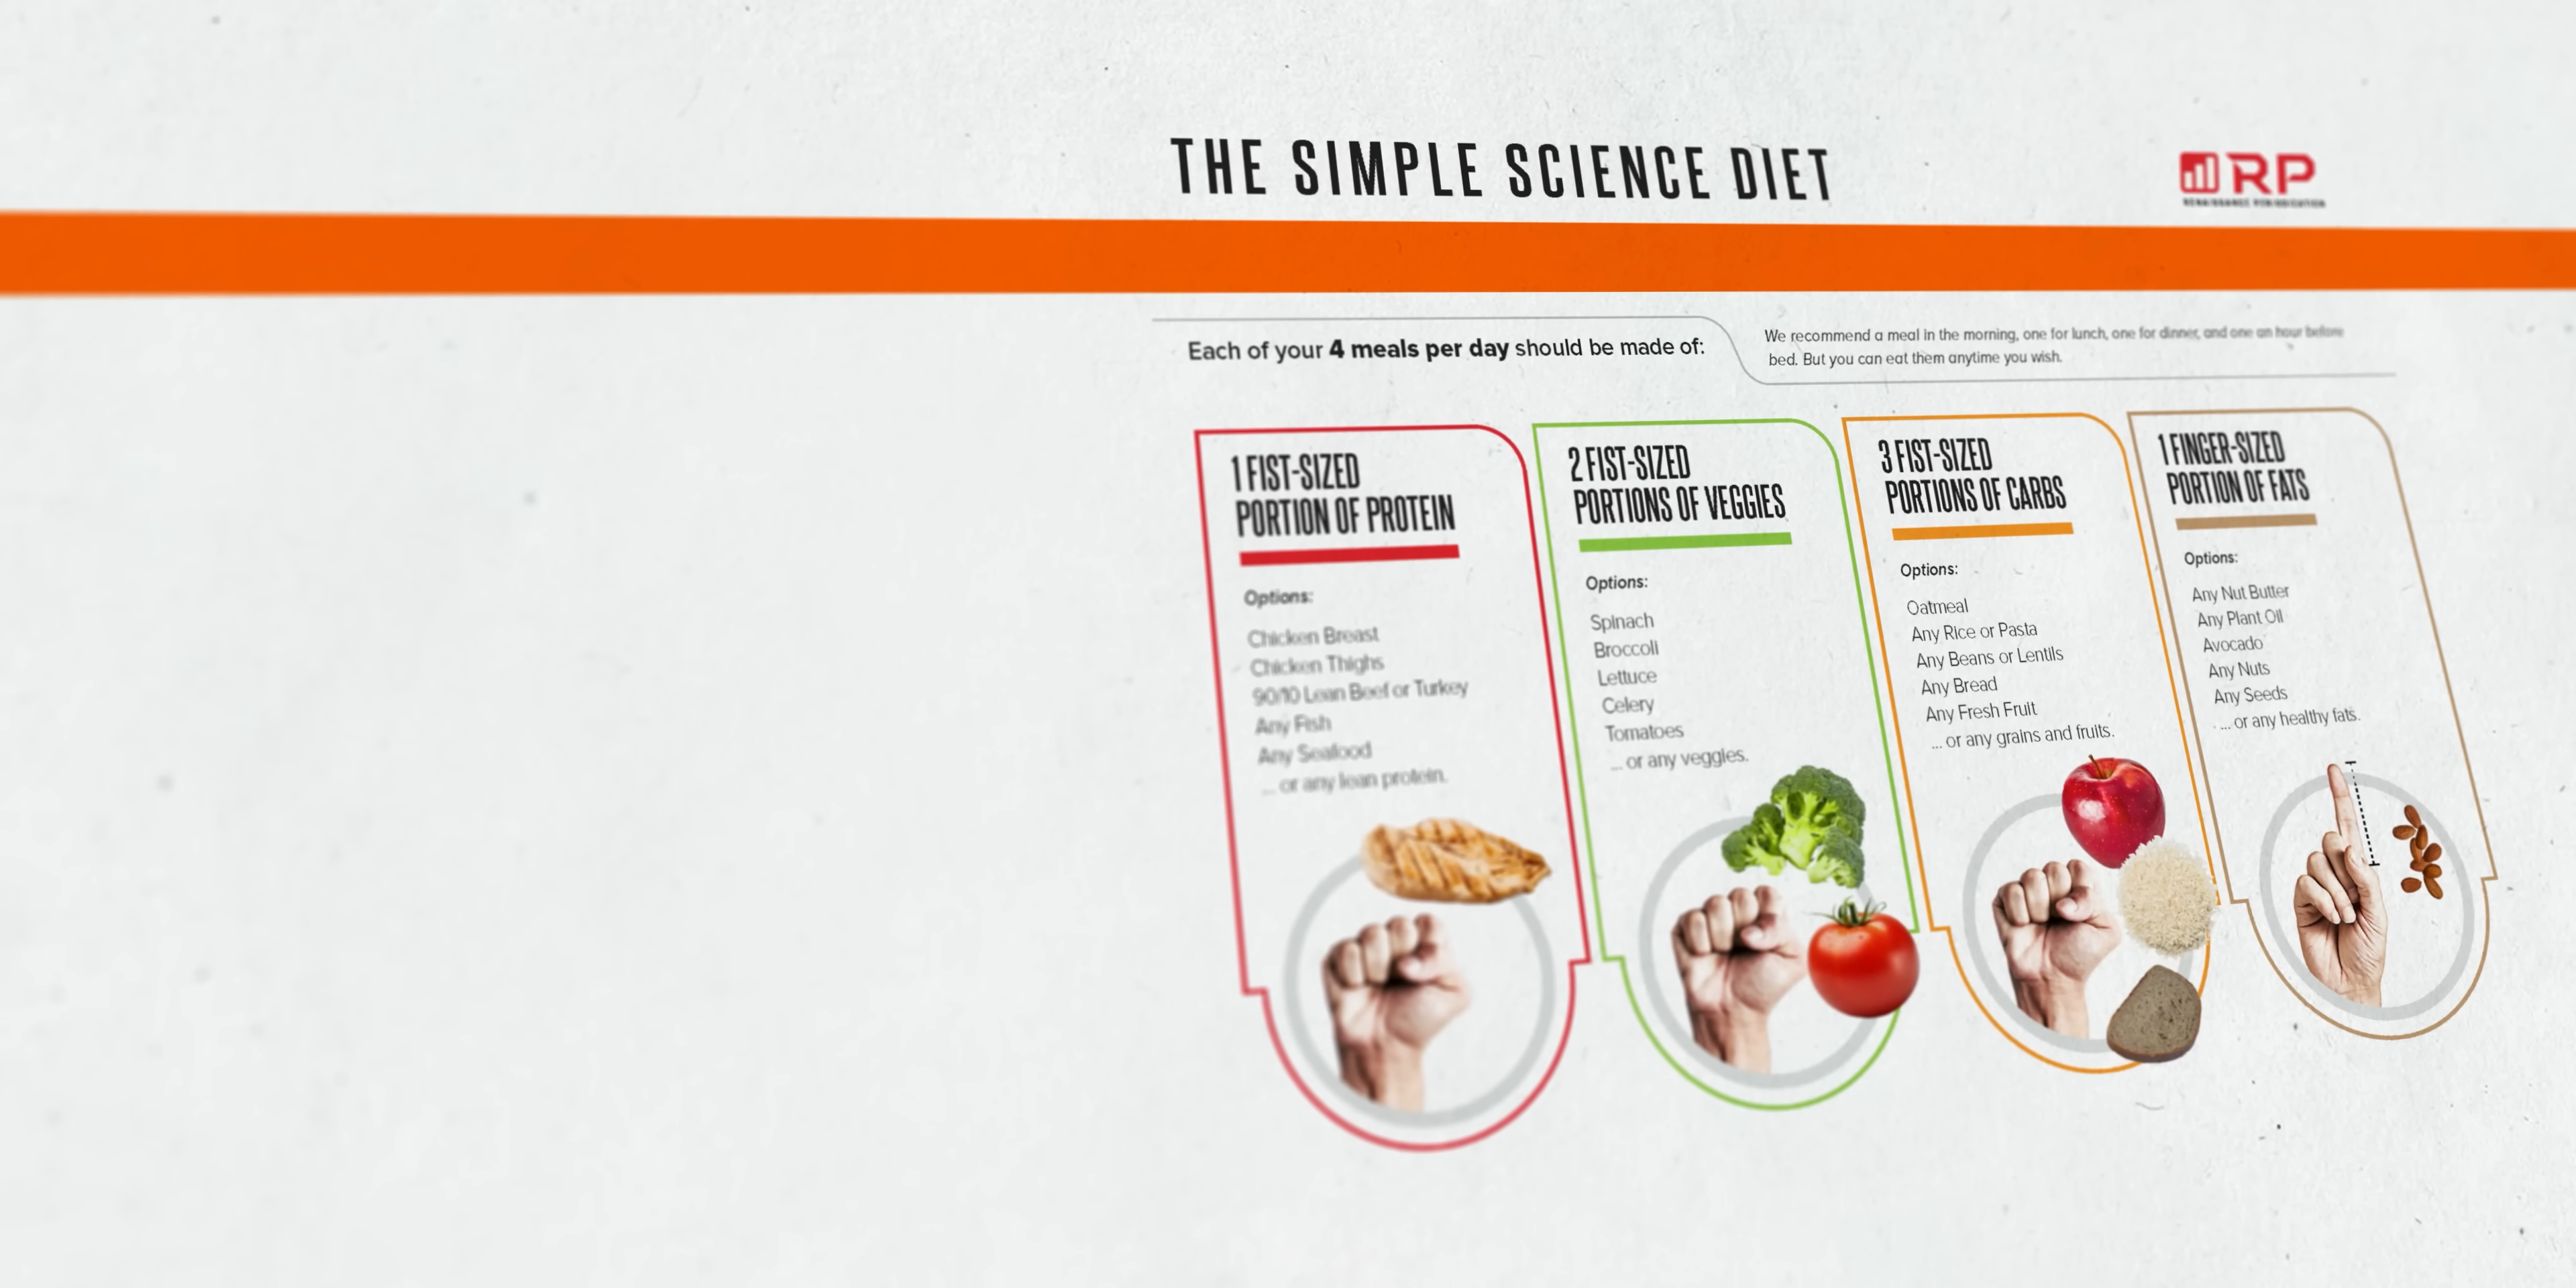 THE SIMPLE SCIENCE DIET
RP
RENAISSANCE PERIODIZATION
Each of your 4 meals per day should be made of:
We recommend a meal in the morning, one for lunch, one for dinner, and one an hour before
bed. But you can eat them anytime you wish.
1 FIST-SIZED
PORTION OF PROTEIN
Options:
Chicken Breast
Chicken Thighs
90/10 Lean Beef or Turkey
Any Fish
Any Seafood
... or any lean protein.
2 FIST-SIZED
PORTIONS OF VEGGIES
Options:
Spinach
Broccoli
Lettuce
Celery
Tomatoes
... or any veggies.
3 FIST-SIZED
PORTIONS OF CARBS
Options:
Oatmeal
Any Rice or Pasta
Any Beans or Lentils
Any Bread
Any Fresh Fruit
... or any grains and fruits.
1 FINGER-SIZED
PORTION OF FATS
Options:
Any Nut Butter
Any Plant Oil
Avocado
Any Nuts
Any Seeds
... or any healthy fats.